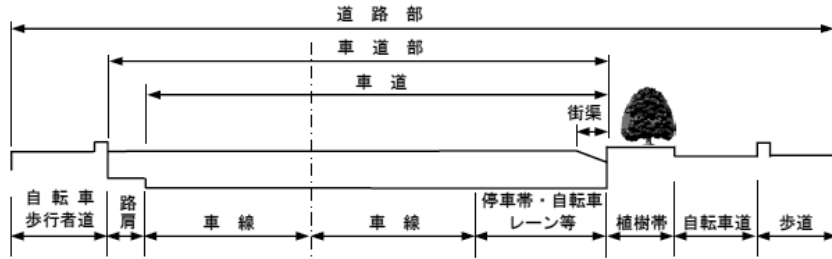 道路部
車道部
車道
街渠
自転車
歩行者道
路肩
車線
車線
停車帯・自転車
レーン等
植樹帯
自転車道
歩道